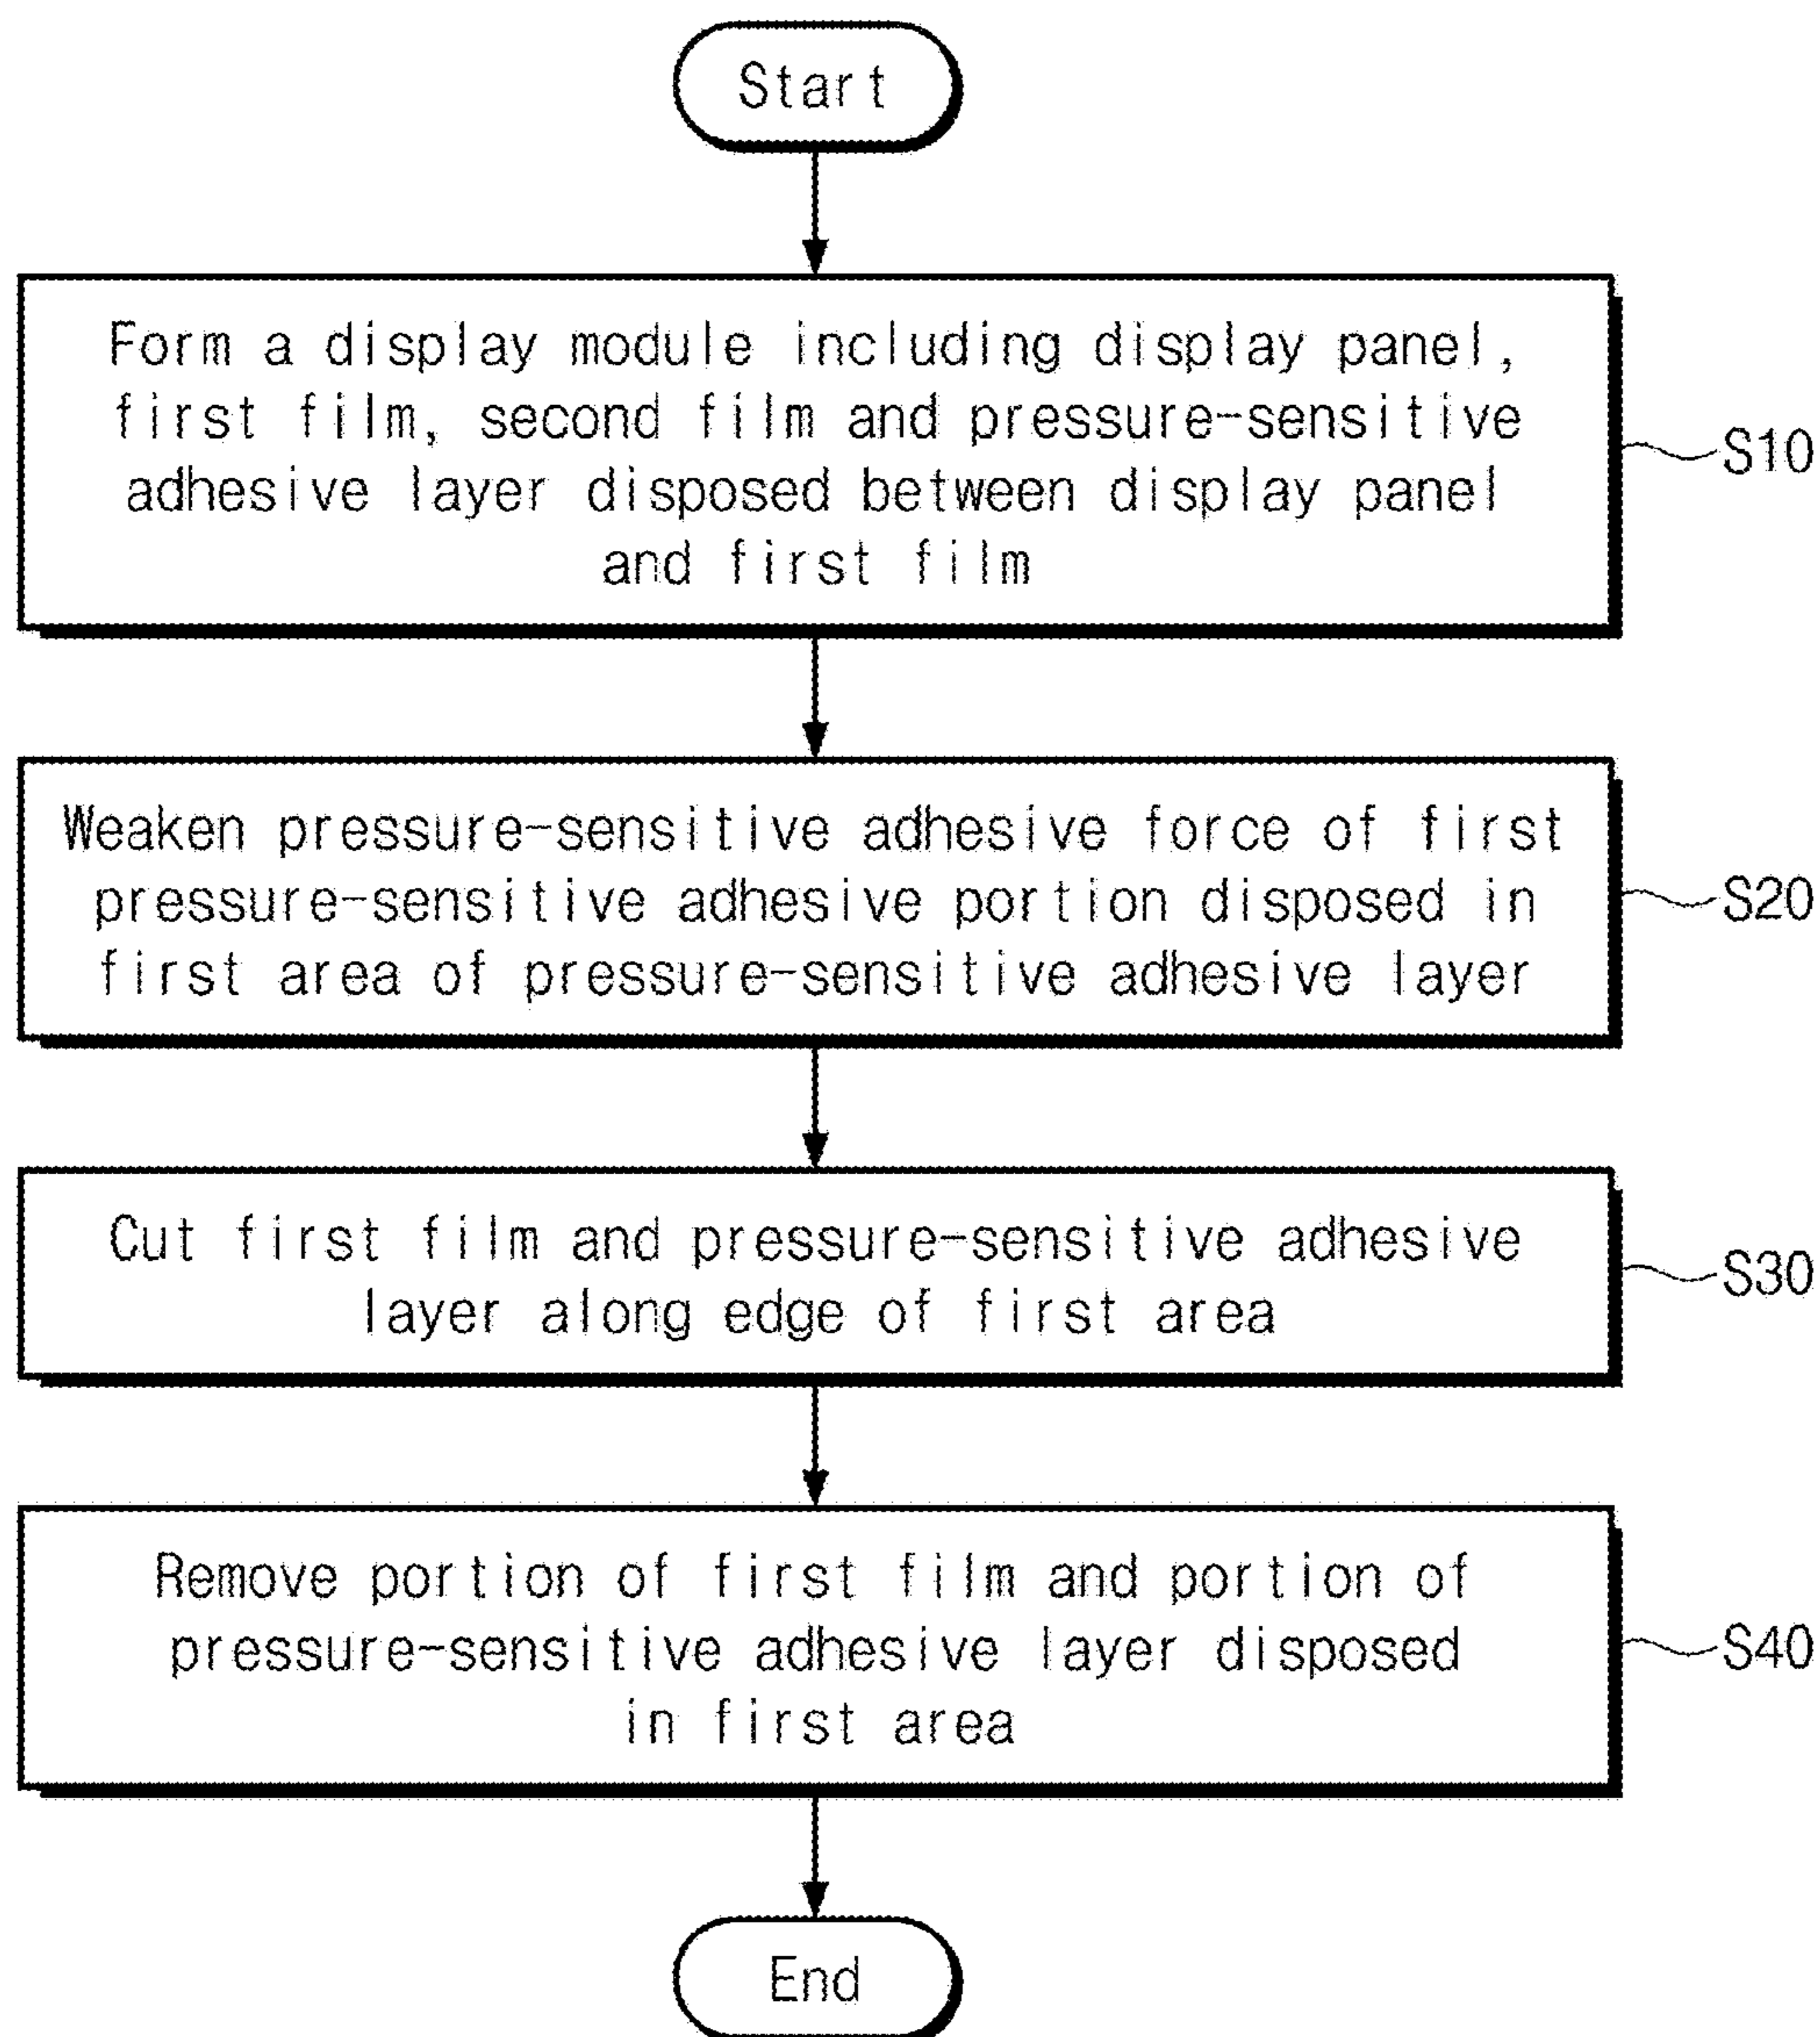 Start
Form a display module including display panel,
first film, second film and pressure-sensitive
adhesive layer disposed between display panel
and first film
S10
Weaken pressure-sensitive adhesive force of first
pressure-sensitive adhesive portion disposed in
first area of pressure-sensitive adhesive layer
S20
Cut first film and pressure-sensitive adhesive
layer along edge of first area
S30
Remove portion of first film and portion of
pressure-sensitive adhesive layer disposed
in first area
S40
End